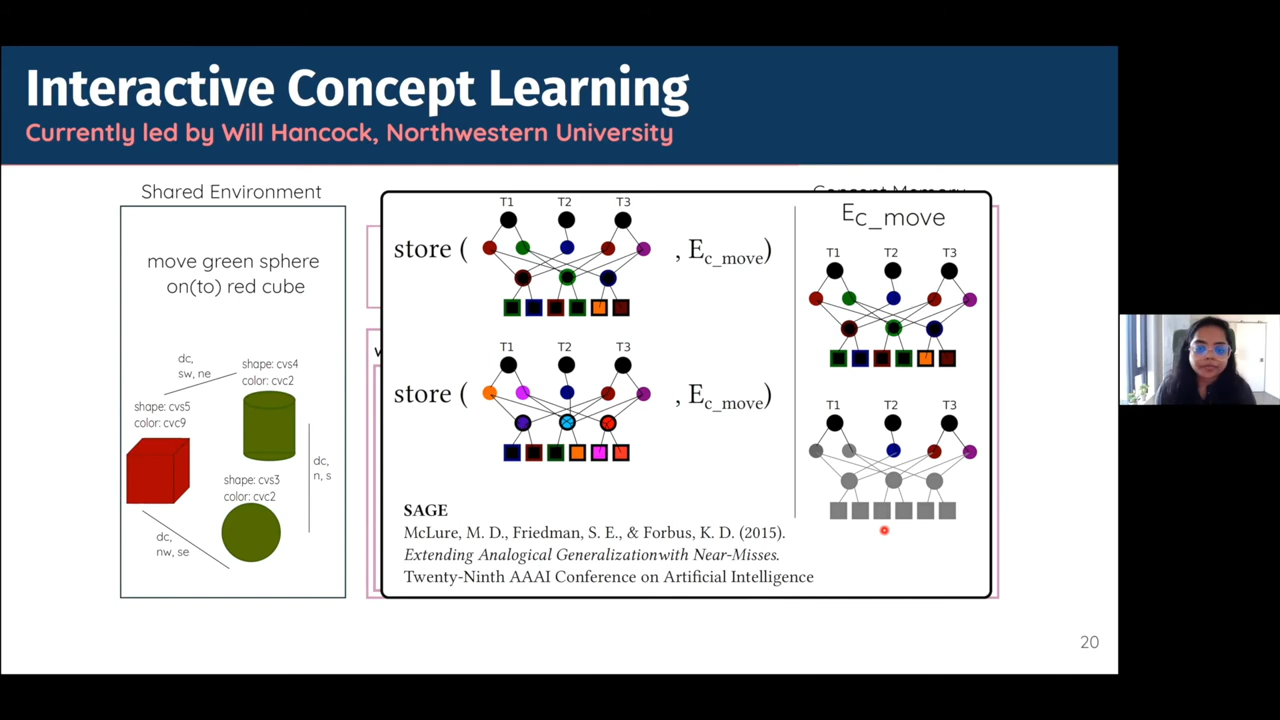 Interactive Concept Learning
Currently led by Will Hancock, Northwestern University
Shared Environment
move green sphere
on(to) red cube
dc,
sw, ne
shape: cvs4
color: cvc2
shape: cvs5
color: cvc9
dc,
n, s
shape: cvs3
color: cvc2
dc,
nw, se
T1 T2 T3
store ( , Ec_move)
T1 T2 T3
store ( , Ec_move)
SAGE
McLure, M. D., Friedman, S. E., & Forbus, K. D. (2015).
Extending Analogical Generalizationwith Near-Misses.
Twenty-Ninth AAAI Conference on Artificial Intelligence
Concept Memory
Ec_move
T1 T2 T3
T1 T2 T3
20